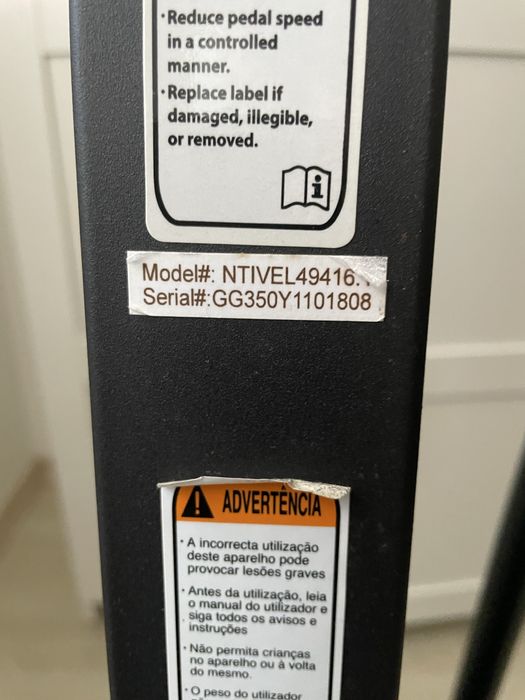 ·Reduce pedal speed
in a controlled
manner.
·Replace label if
damaged, illegible,
or removed.
Model#: NTIVEL49416.
Serial#:GG350Y1101808
ADVERTÊNCIA
· A incorrecta utilização
deste aparelho pode
provocar lesões graves
· Antes da utilização, leia
o manual do utilizador e
siga todos os avisos e
instruções
· Não permita crianças
no aparelho ou à volta
do mesmo.
· O peso do utilizador